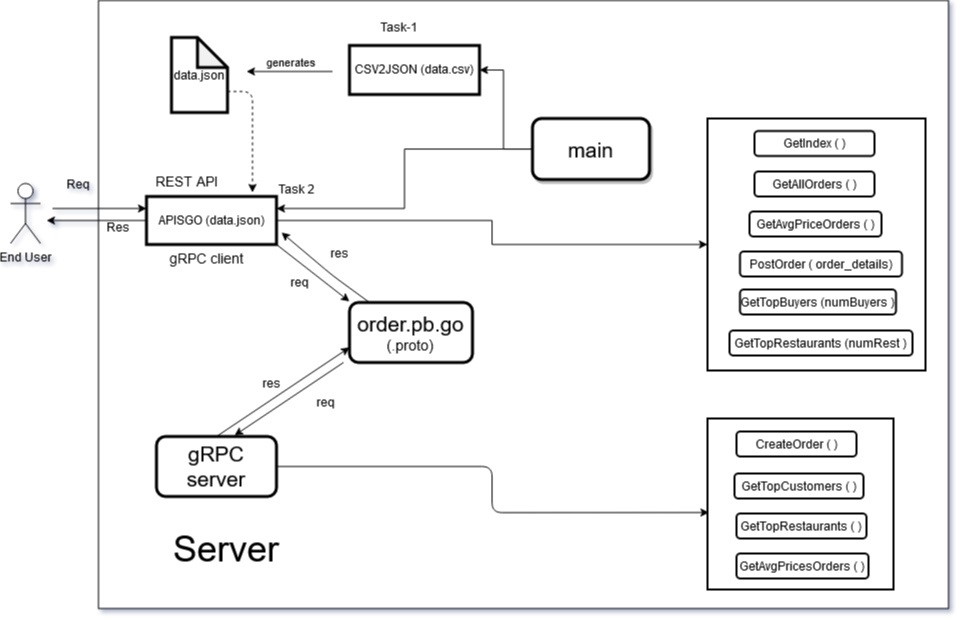 Task-1
data.json
generates
CSV2JSON (data.csv)
main
Req
Res
End User
REST API
Task 2
APISGO (data.json)
gRPC client
res
req
order.pb.go
(.proto)
res
req
gRPC
server
Server
GetIndex ( )
GetAllOrders ( )
GetAvgPriceOrders ( )
PostOrder ( order_details)
GetTopBuyers (numBuyers )
GetTopRestaurants (numRest )
CreateOrder ( )
GetTopCustomers ( )
GetTopRestaurants ( )
GetAvgPricesOrders ( )